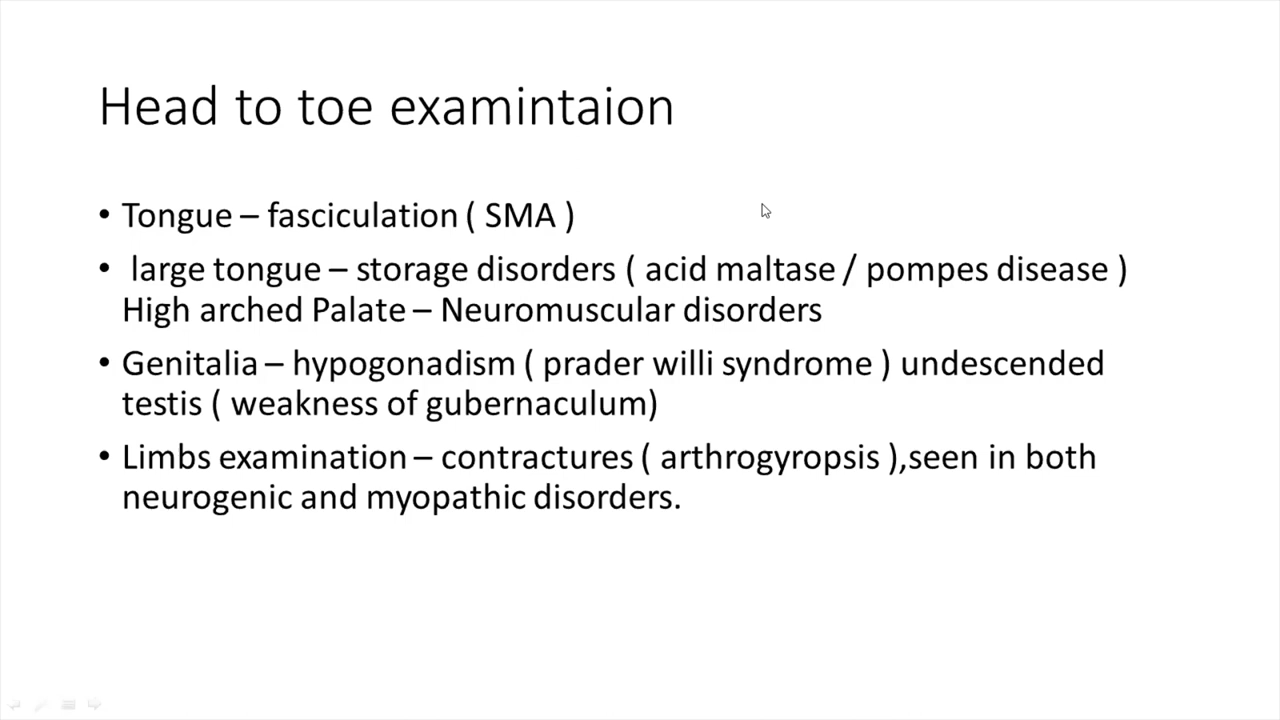 Head to toe examintaion
• Tongue – fasciculation ( SMA )
• large tongue – storage disorders ( acid maltase / pompes disease )
High arched Palate – Neuromuscular disorders
• Genitalia – hypogonadism ( prader willi syndrome ) undescended
testis ( weakness of gubernaculum)
• Limbs examination – contractures ( arthrogyropsis ),seen in both
neurogenic and myopathic disorders.